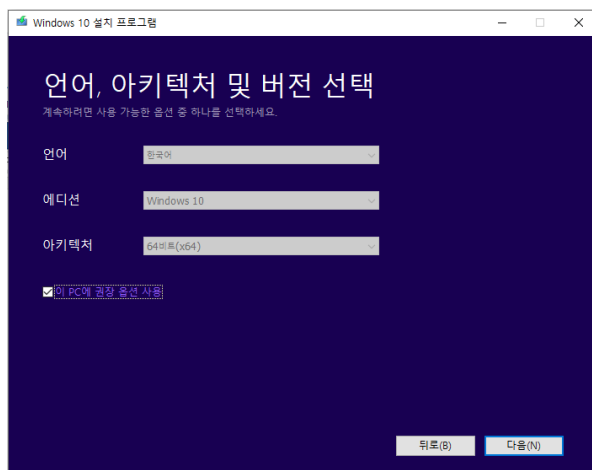 Windows 10 설치 프로그램
언어, 아키텍처 및 버전 선택
계속하려면 사용 가능한 옵션 중 하나를 선택하세요.
언어 한국어
에디션 Windows 10
아키텍처 64비트(x64)
이 PC에 권장 옵션 사용
뒤로(B) 다음(N)